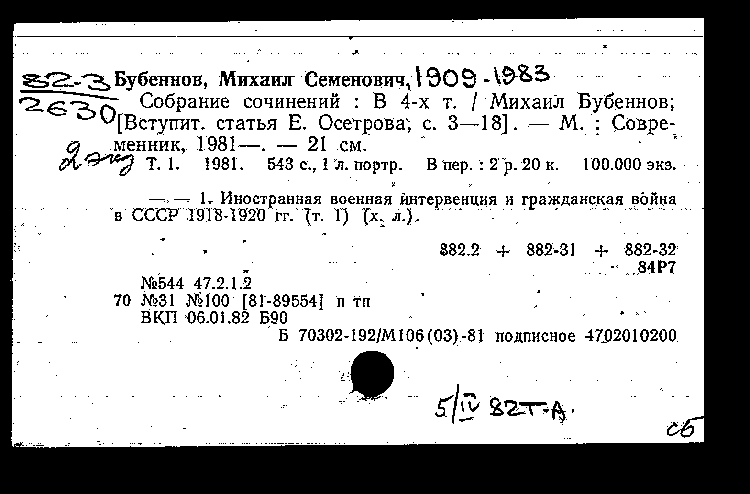 82-3 Бубеннов, Михаил Семенович, 1909-1983
2630 Собрание сочинений : В 4-х т. / Михаил Бубеннов;
[Вступит. статья Е. Осетрова; с. 3—18]. — М. : Совре-
менник, 1981—. — 21 см.
2 экз Т. 1. 1981. 543 с., 1 л. портр. В пер. : 2 р. 20 к. 100.000 экз.
— — 1. Иностранная военная интервенция и гражданская война
в СССР 1918-1920 гг. (т. 1) (х. л.).
882.2 + 882-31 + 882-32
84Р7
№544 47.2.1.2
70 №31 №100 [81-89554] п тп
ВКП 06.01.82 Б90
Б 70302-192/М106(03)-81 подписное 4702010200
5/IV 82Т-А.
сб